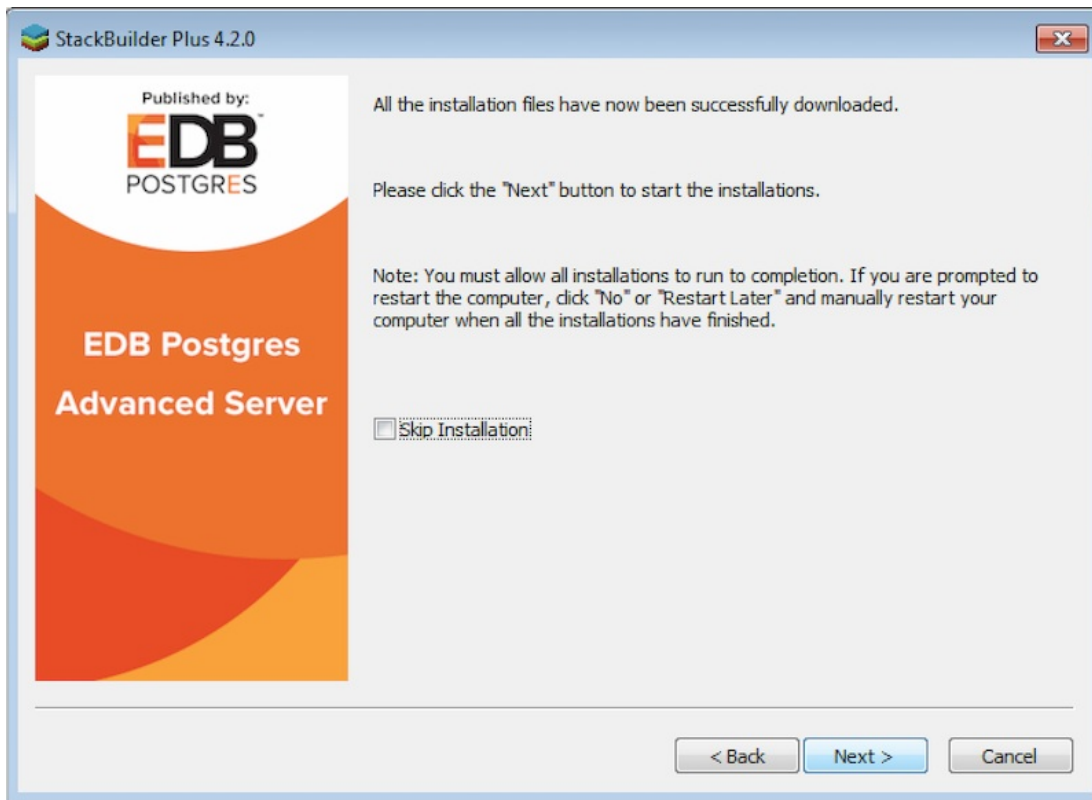 StackBuilder Plus 4.2.0
Published by:
EDB™
POSTGRES
EDB Postgres
Advanced Server
All the installation files have now been successfully downloaded.
Please click the "Next" button to start the installations.
Note: You must allow all installations to run to completion. If you are prompted to
restart the computer, click "No" or "Restart Later" and manually restart your
computer when all the installations have finished.
Skip Installation
< Back
Next >
Cancel